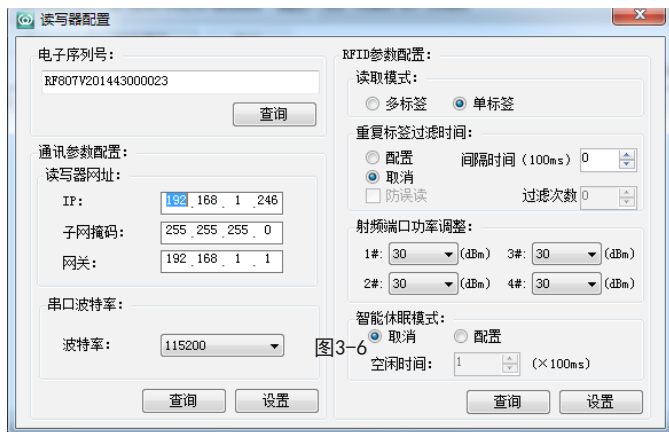 读写器配置
电子序列号：
RF807V201443000023
查询
通讯参数配置：
读写器网址：
IP: 192 . 168 . 1 . 246
子网掩码: 255 . 255 . 255 . 0
网关: 192 . 168 . 1 . 1
串口波特率：
波特率: 115200
查询 设置
RFID参数配置：
读取模式：
多标签 单标签
重复标签过滤时间：
配置 间隔时间 (100ms) 0
取消
防误读 过滤次数 0
射频端口功率调整：
1#: 30 (dBm) 3#: 30 (dBm)
2#: 30 (dBm) 4#: 30 (dBm)
智能休眠模式：
取消 配置
空闲时间: 1 (×100ms)
查询 设置
图3-6